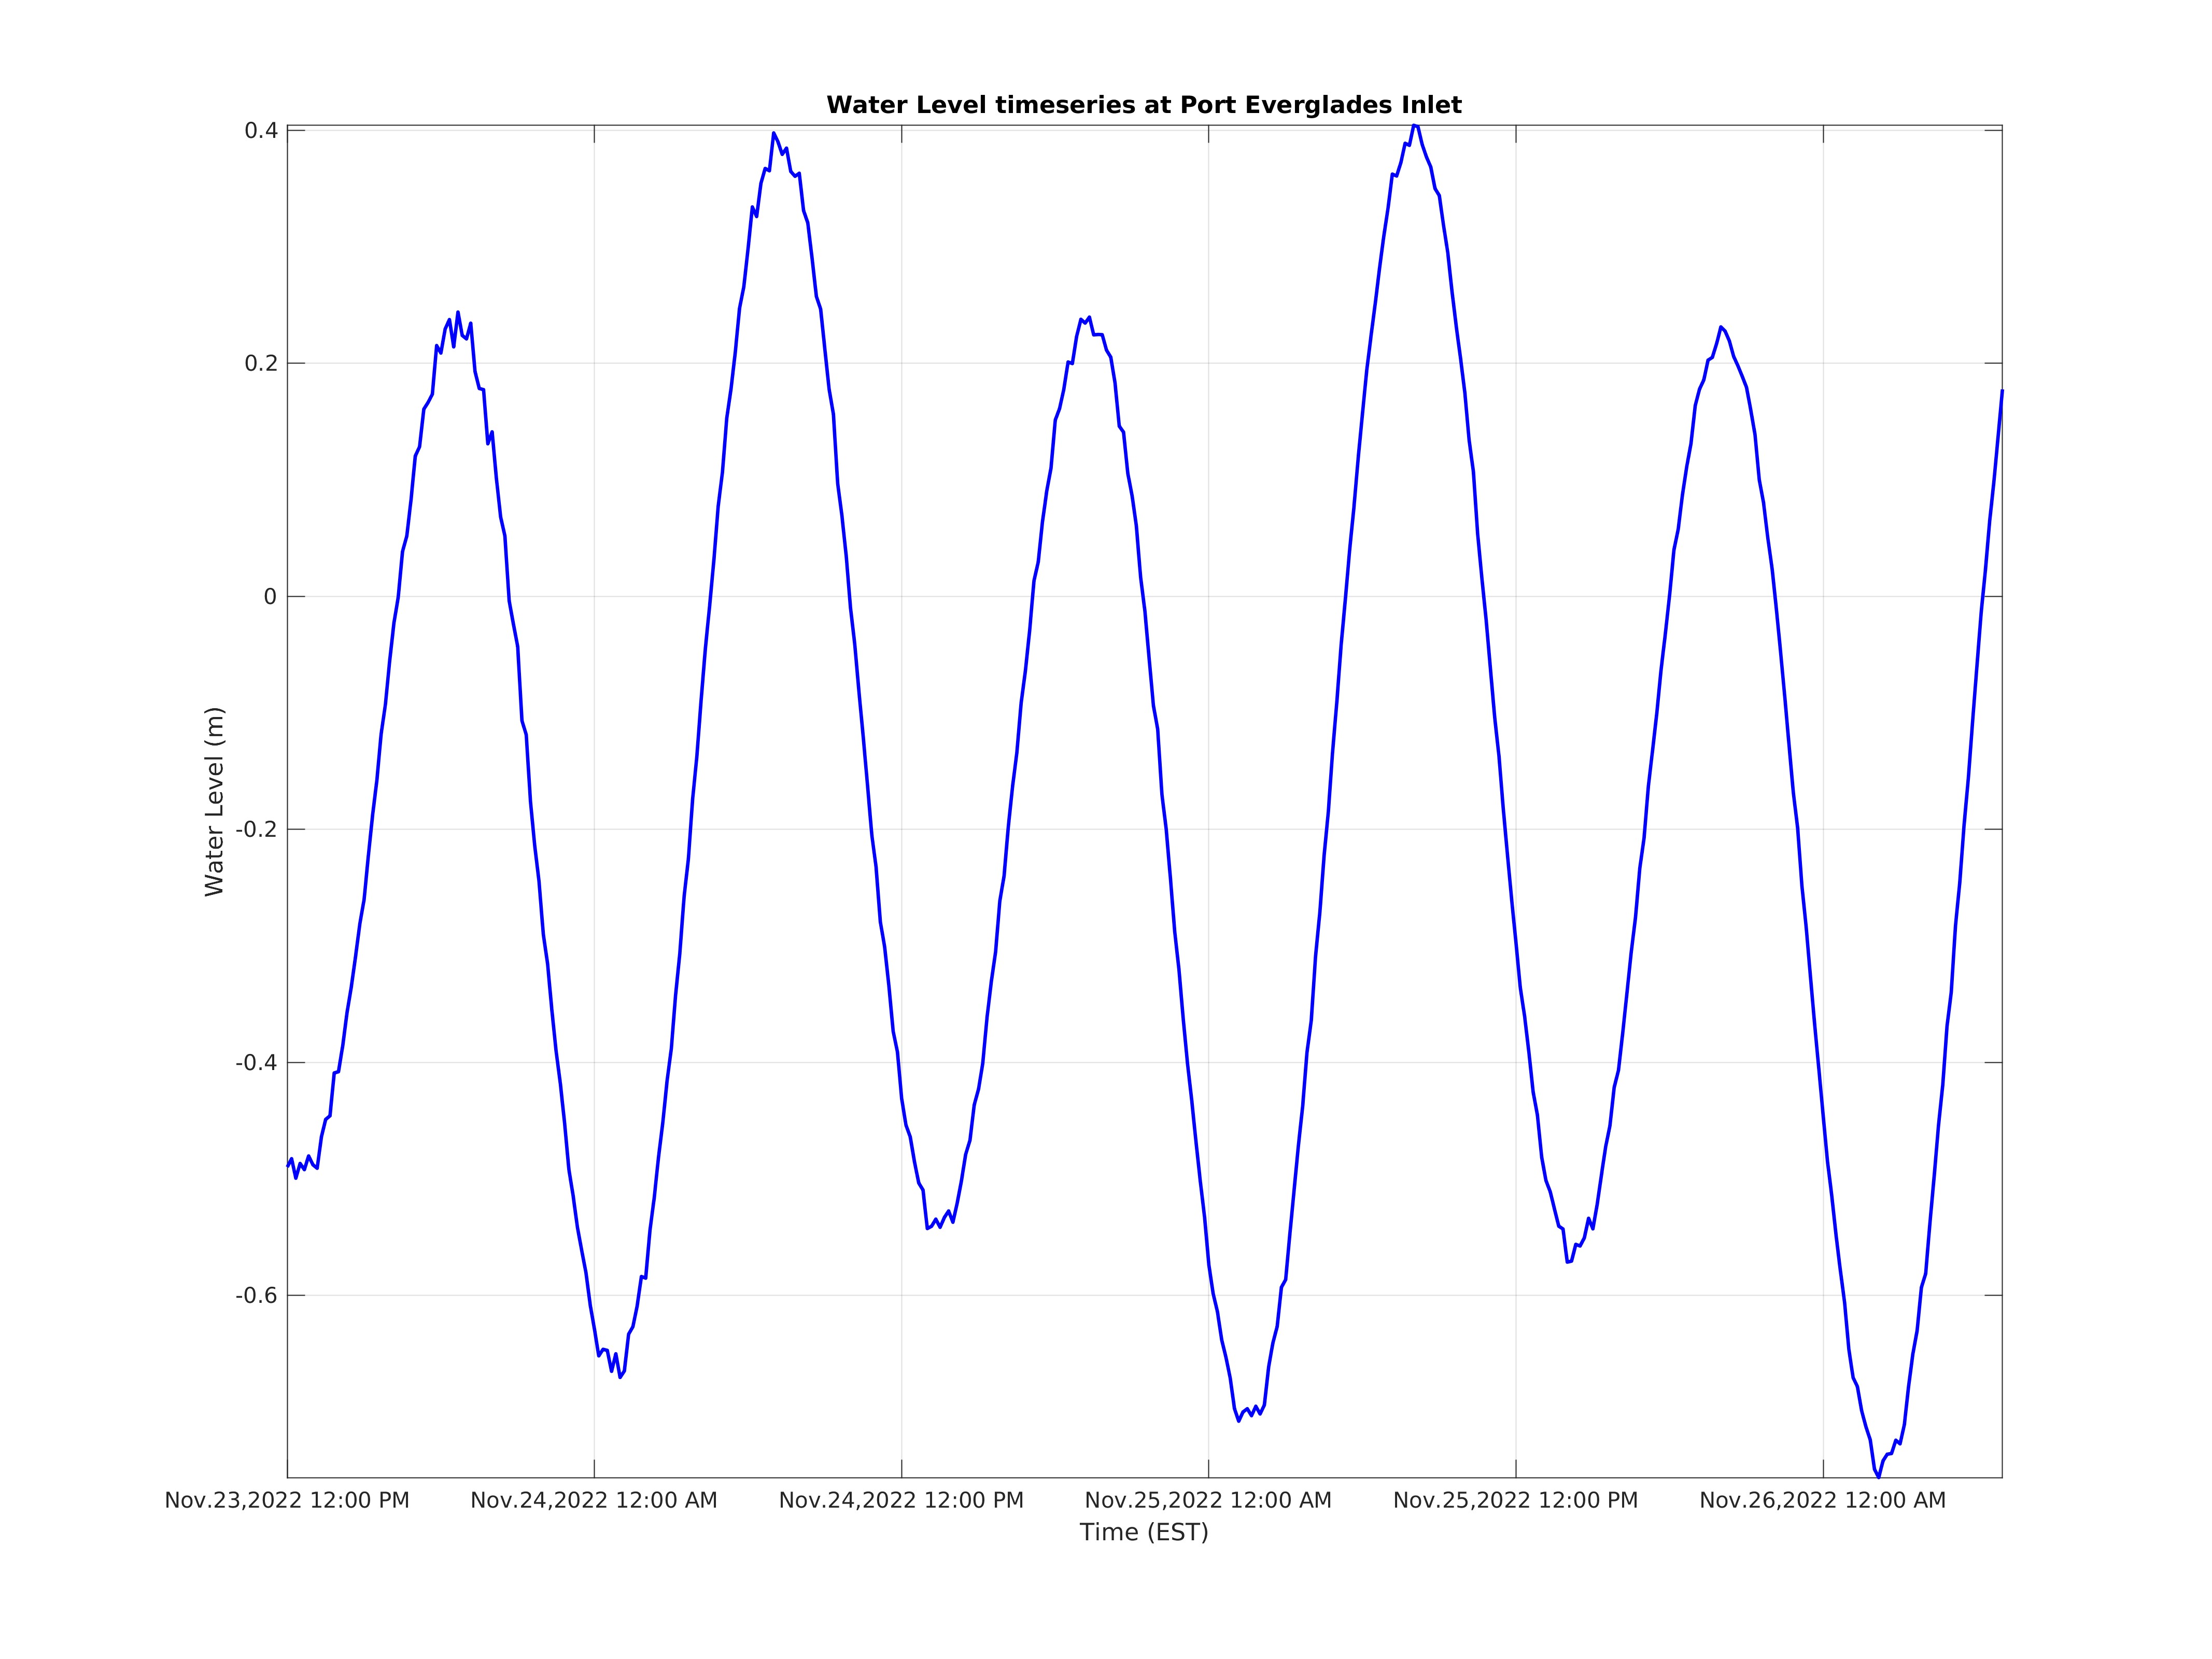 Water Level timeseries at Port Everglades Inlet
0.4
0.2
0
-0.2
-0.4
-0.6
Water Level (m)
Nov.23,2022 12:00 PM Nov.24,2022 12:00 AM Nov.24,2022 12:00 PM Nov.25,2022 12:00 AM Nov.25,2022 12:00 PM Nov.26,2022 12:00 AM
Time (EST)